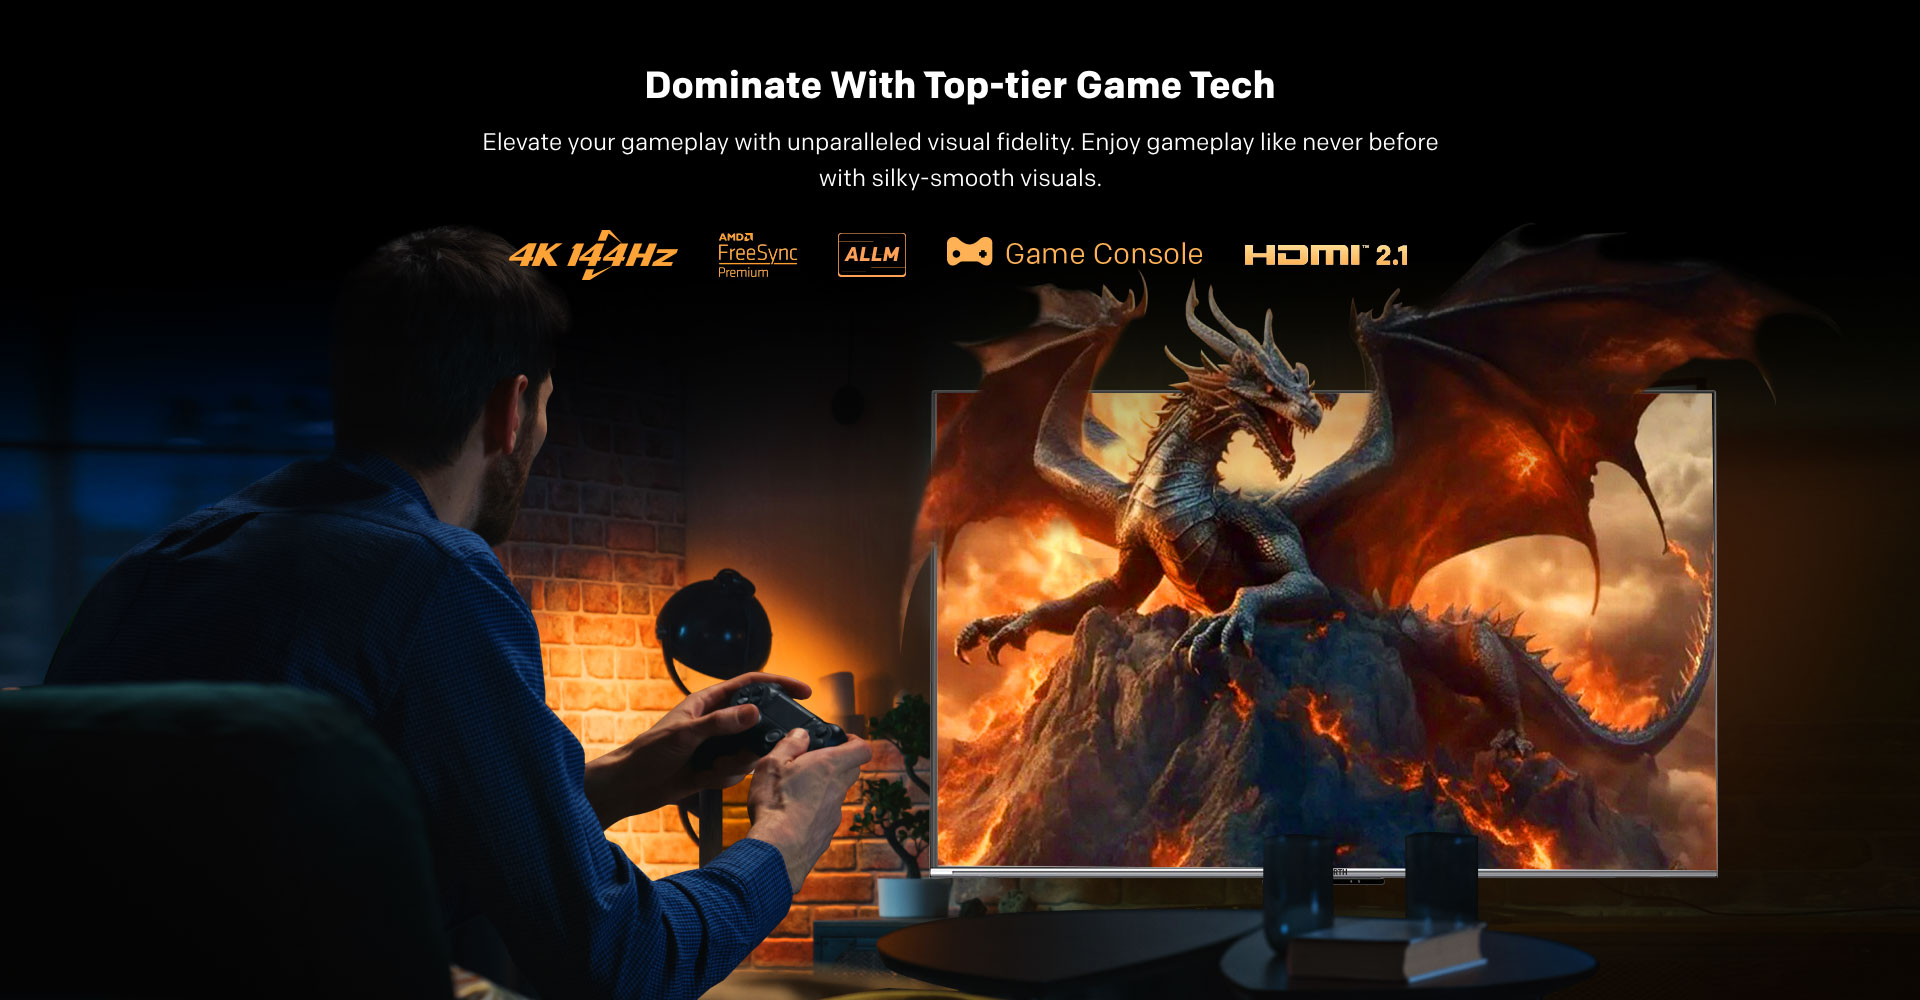 Dominate With Top-tier Game Tech
Elevate your gameplay with unparalleled visual fidelity. Enjoy gameplay like never before
with silky-smooth visuals.
4K 144Hz
AMD
FreeSync
Premium
ALLM
Game Console
HDMI™ 2.1